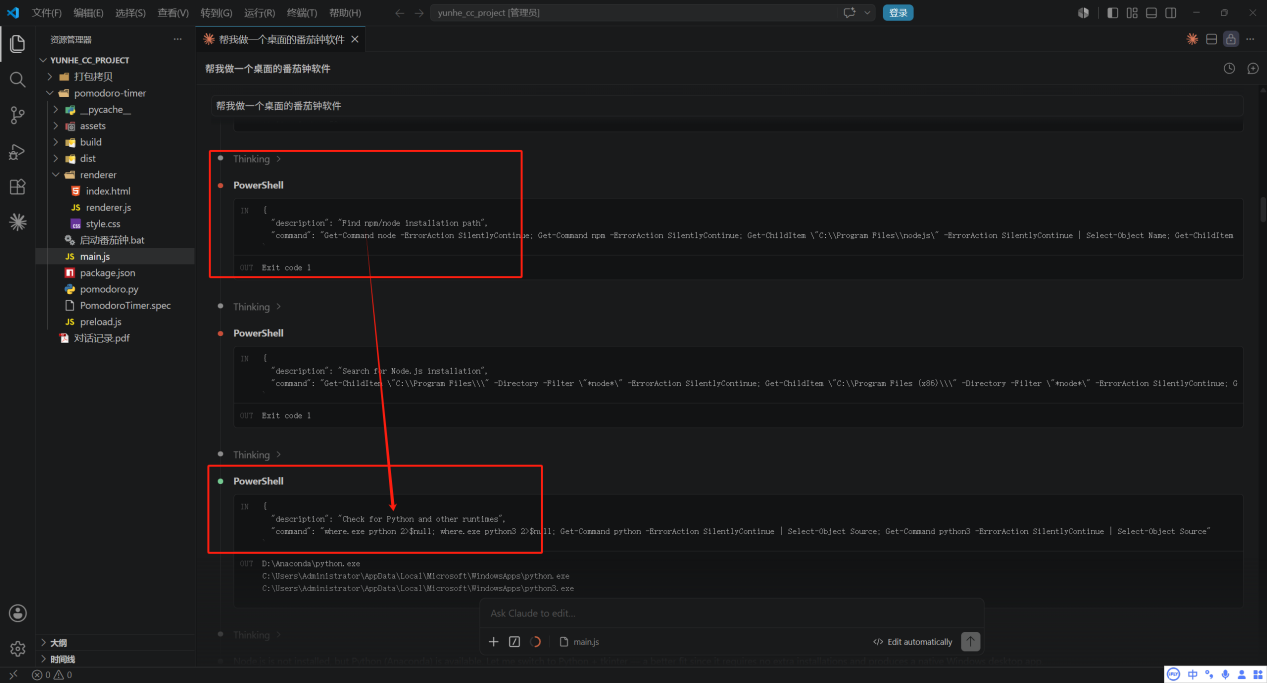 文件(F) 编辑(E) 选择(S) 查看(V) 转到(G) 运行(R) 终端(T) 帮助(H)
yunhe_cc_project [管理员]
登录
资源管理器
帮我做一个桌面的番茄钟软件
YUNHE_CC_PROJECT
打包拷贝
pomodoro-timer
__pycache__
assets
build
dist
renderer
index.html
JS renderer.js
style.css
启动番茄钟.bat
JS main.js
package.json
pomodoro.py
PomodoroTimer.spec
JS preload.js
对话记录.pdf
大纲
时间线
帮我做一个桌面的番茄钟软件
帮我做一个桌面的番茄钟软件
Thinking
PowerShell
IN {
"description": "Find npm/node installation path",
"command": "Get-Command node -ErrorAction SilentlyContinue; Get-Command npm -ErrorAction SilentlyContinue; Get-ChildItem \"C:\\Program Files\\nodejs\" -ErrorAction SilentlyContinue | Select-Object Name; Get-ChildItem
OUT Exit code 1
Thinking
PowerShell
IN {
"description": "Search for Node.js installation",
"command": "Get-ChildItem \"C:\\Program Files\\\" -Directory -Filter \"*node*\" -ErrorAction SilentlyContinue; Get-ChildItem \"C:\\Program Files (x86)\\\" -Directory -Filter \"*node*\" -ErrorAction SilentlyContinue; G
OUT Exit code 1
Thinking
PowerShell
IN {
"description": "Check for Python and other runtimes",
"command": "where.exe python 2>$null; where.exe python3 2>$null; Get-Command python -ErrorAction SilentlyContinue | Select-Object Source; Get-Command python3 -ErrorAction SilentlyContinue | Select-Object Source"
OUT D:\Anaconda\python.exe
C:\Users\Administrator\AppData\Local\Microsoft\WindowsApps\python.exe
C:\Users\Administrator\AppData\Local\Microsoft\WindowsApps\python3.exe
Thinking
Ask Claude to edit...
main.js
Edit automatically
0 0
中